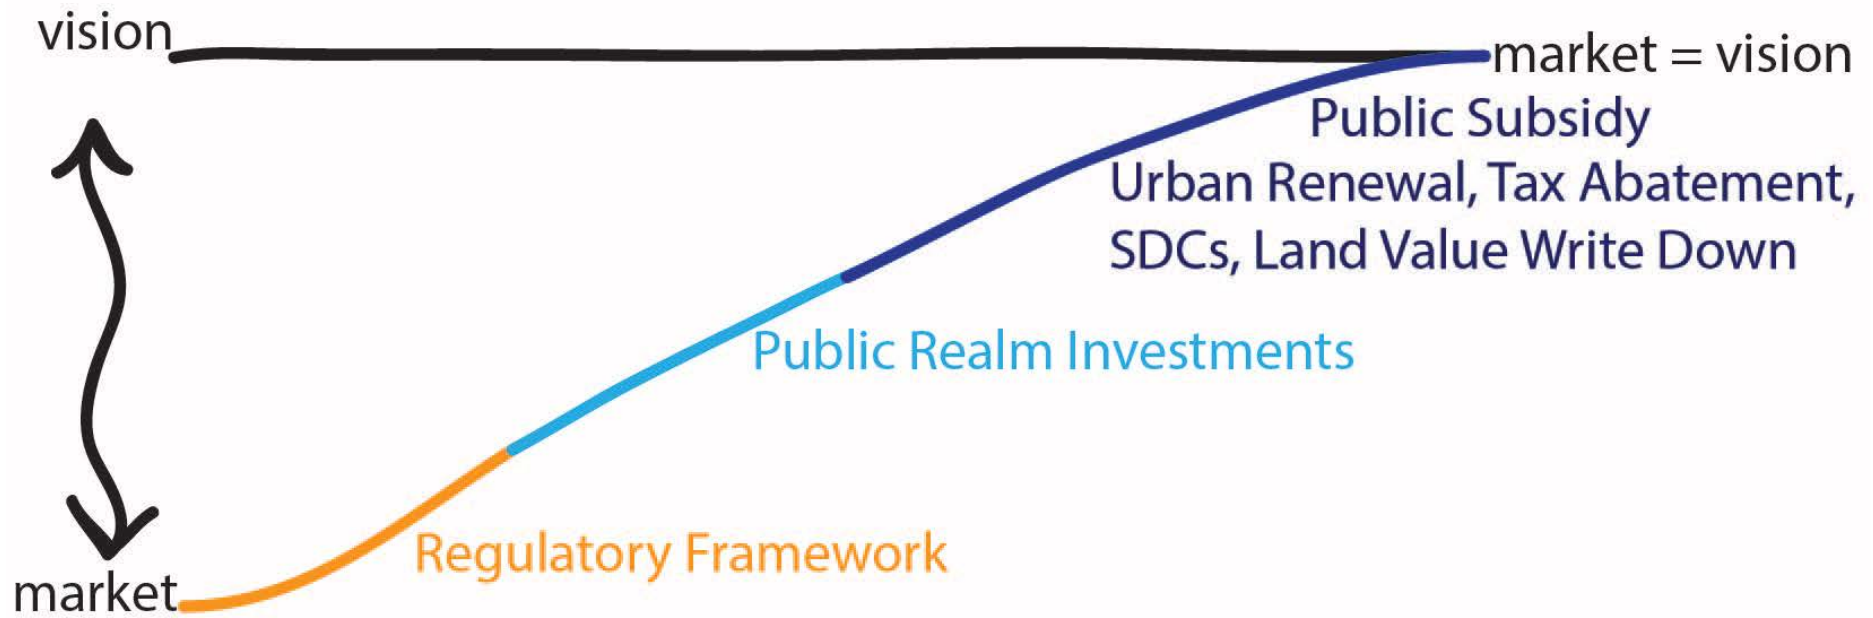 vision
market = vision
Public Subsidy
Urban Renewal, Tax Abatement,
SDCs, Land Value Write Down
Public Realm Investments
Regulatory Framework
market